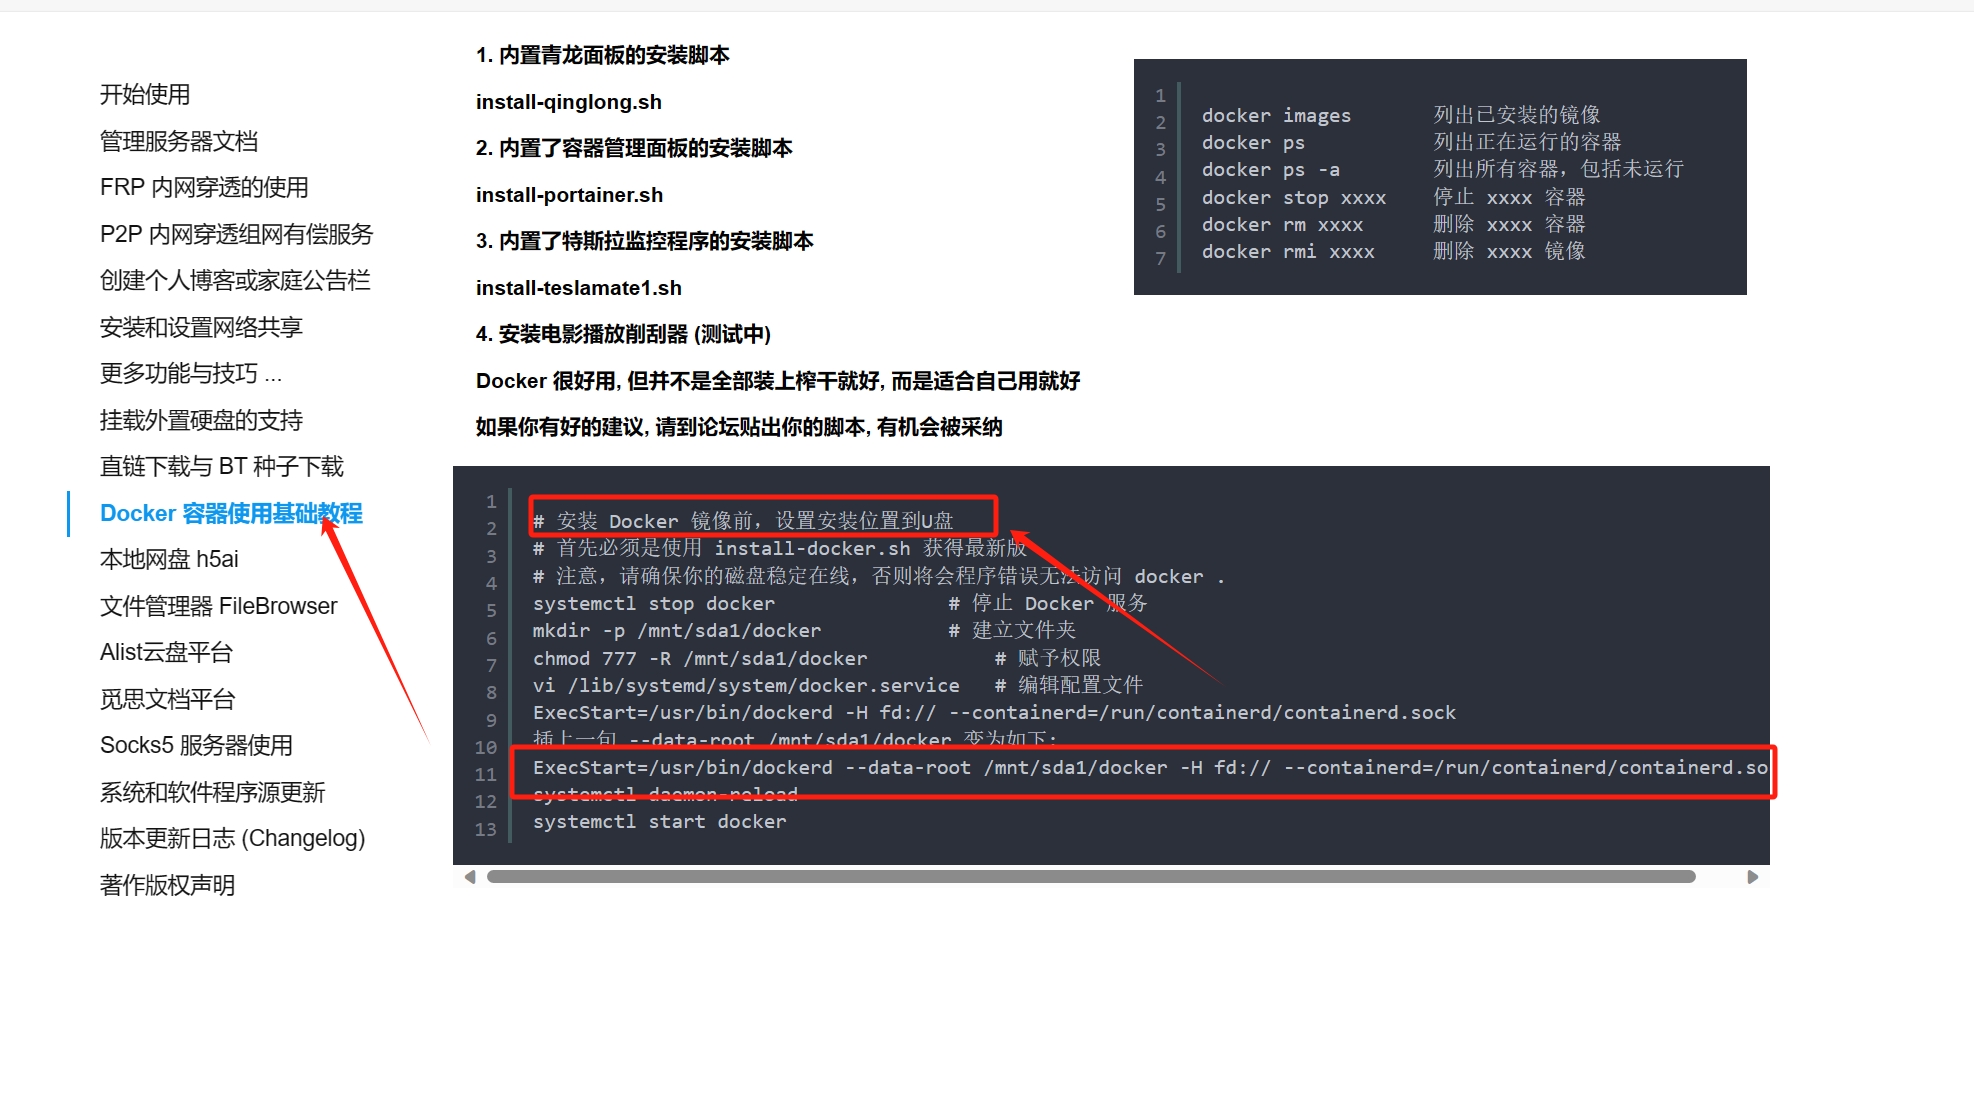 开始使用
管理服务器文档
FRP 内网穿透的使用
P2P 内网穿透组网有偿服务
创建个人博客或家庭公告栏
安装和设置网络共享
更多功能与技巧 ...
挂载外置硬盘的支持
直链下载与 BT 种子下载
Docker 容器使用基础教程
本地网盘 h5ai
文件管理器 FileBrowser
Alist云盘平台
觅思文档平台
Socks5 服务器使用
系统和软件程序源更新
版本更新日志 (Changelog)
著作版权声明
1. 内置青龙面板的安装脚本
install-qinglong.sh
2. 内置了容器管理面板的安装脚本
install-portainer.sh
3. 内置了特斯拉监控程序的安装脚本
install-teslamate1.sh
4. 安装电影播放削刮器 (测试中)
Docker 很好用, 但并不是全部装上榨干就好, 而是适合自己用就好
如果你有好的建议, 请到论坛贴出你的脚本, 有机会被采纳
1
2
3
4
5
6
7
docker images 列出已安装的镜像
docker ps 列出正在运行的容器
docker ps -a 列出所有容器，包括未运行
docker stop xxxx 停止 xxxx 容器
docker rm xxxx 删除 xxxx 容器
docker rmi xxxx 删除 xxxx 镜像
1
2
3
4
5
6
7
8
9
10
11
12
13
# 安装 Docker 镜像前，设置安装位置到U盘
# 首先必须是使用 install-docker.sh 获得最新版
# 注意，请确保你的磁盘稳定在线，否则将会程序错误无法访问 docker .
systemctl stop docker # 停止 Docker 服务
mkdir -p /mnt/sda1/docker # 建立文件夹
chmod 777 -R /mnt/sda1/docker # 赋予权限
vi /lib/systemd/system/docker.service # 编辑配置文件
ExecStart=/usr/bin/dockerd -H fd:// --containerd=/run/containerd/containerd.sock
插上一句 --data-root /mnt/sda1/docker 变为如下:
ExecStart=/usr/bin/dockerd --data-root /mnt/sda1/docker -H fd:// --containerd=/run/containerd/containerd.so
systemctl daemon-reload
systemctl start docker